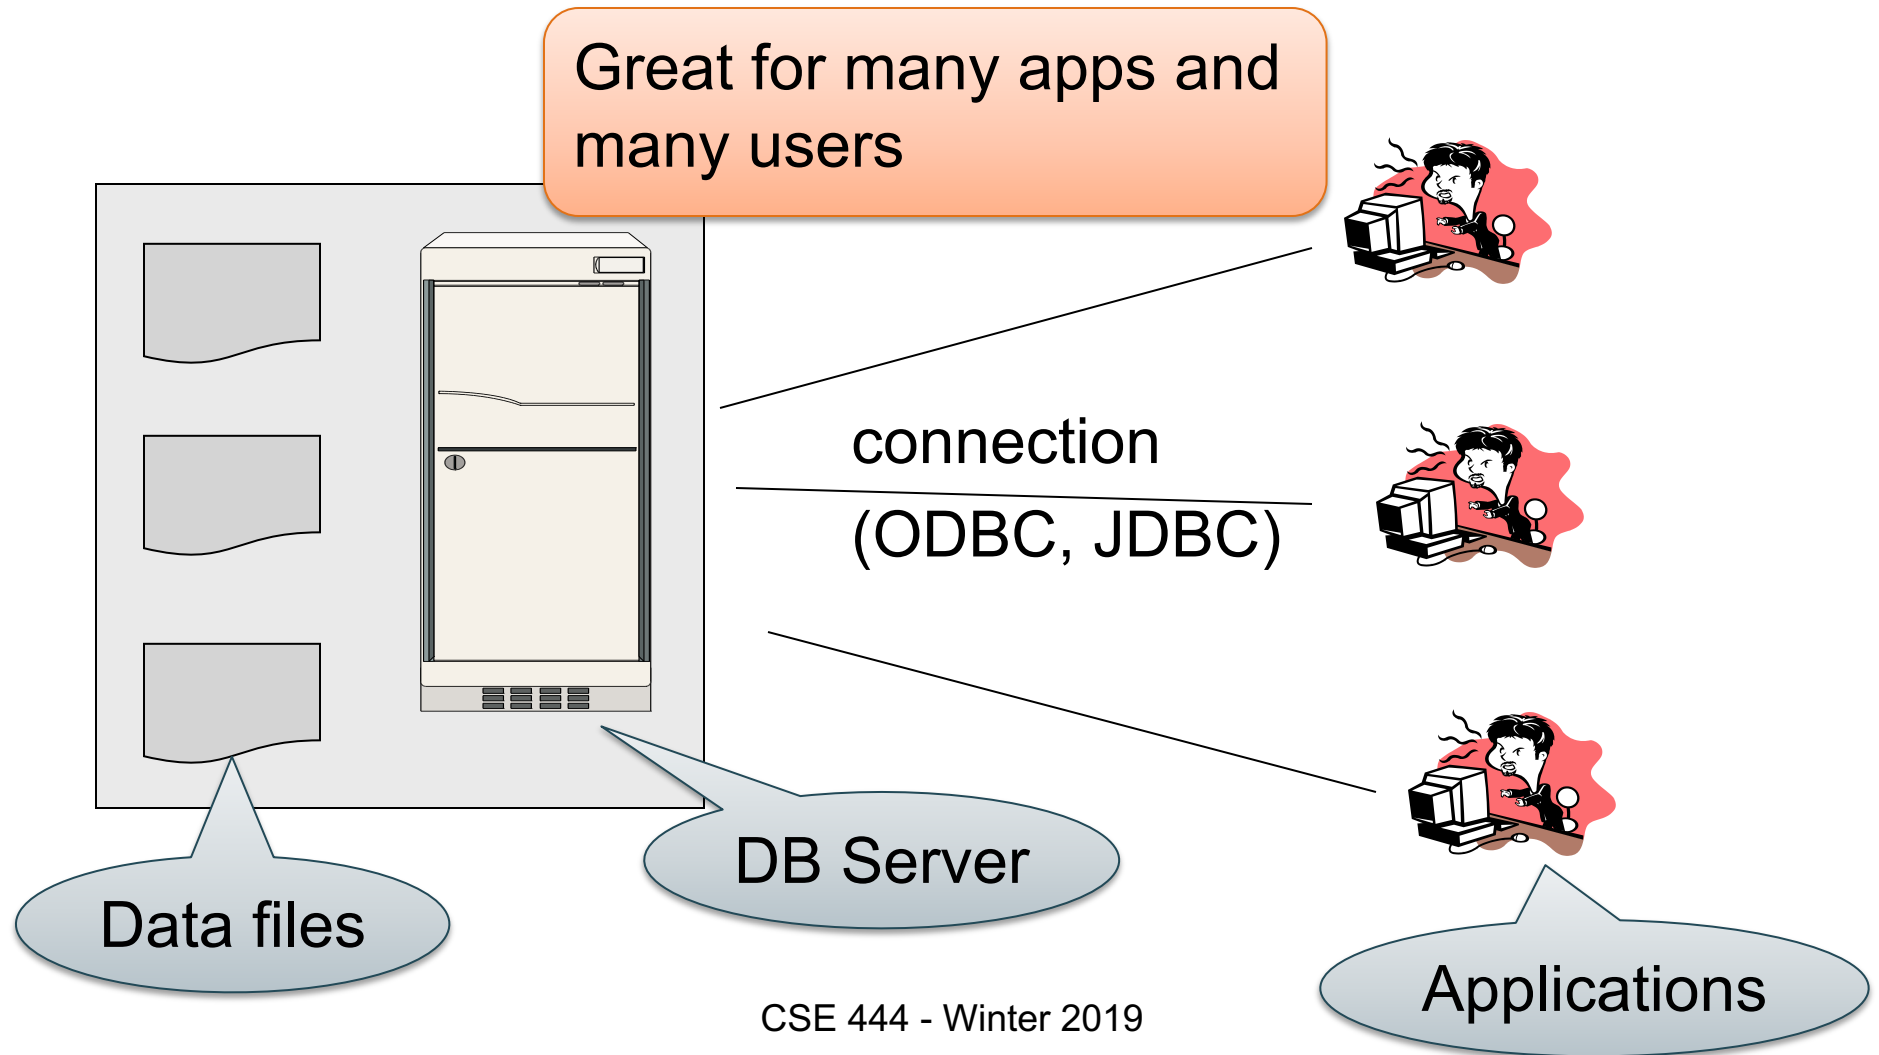 Great for many apps and
many users
connection
(ODBC, JDBC)
DB Server
Data files
Applications
CSE 444 - Winter 2019